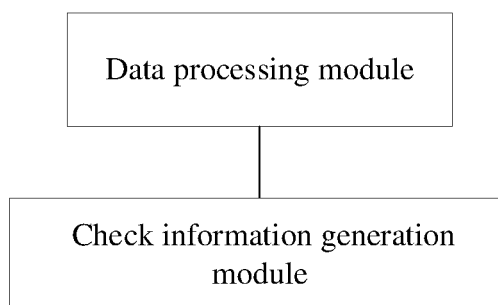 Data processing module
Check information generation
module